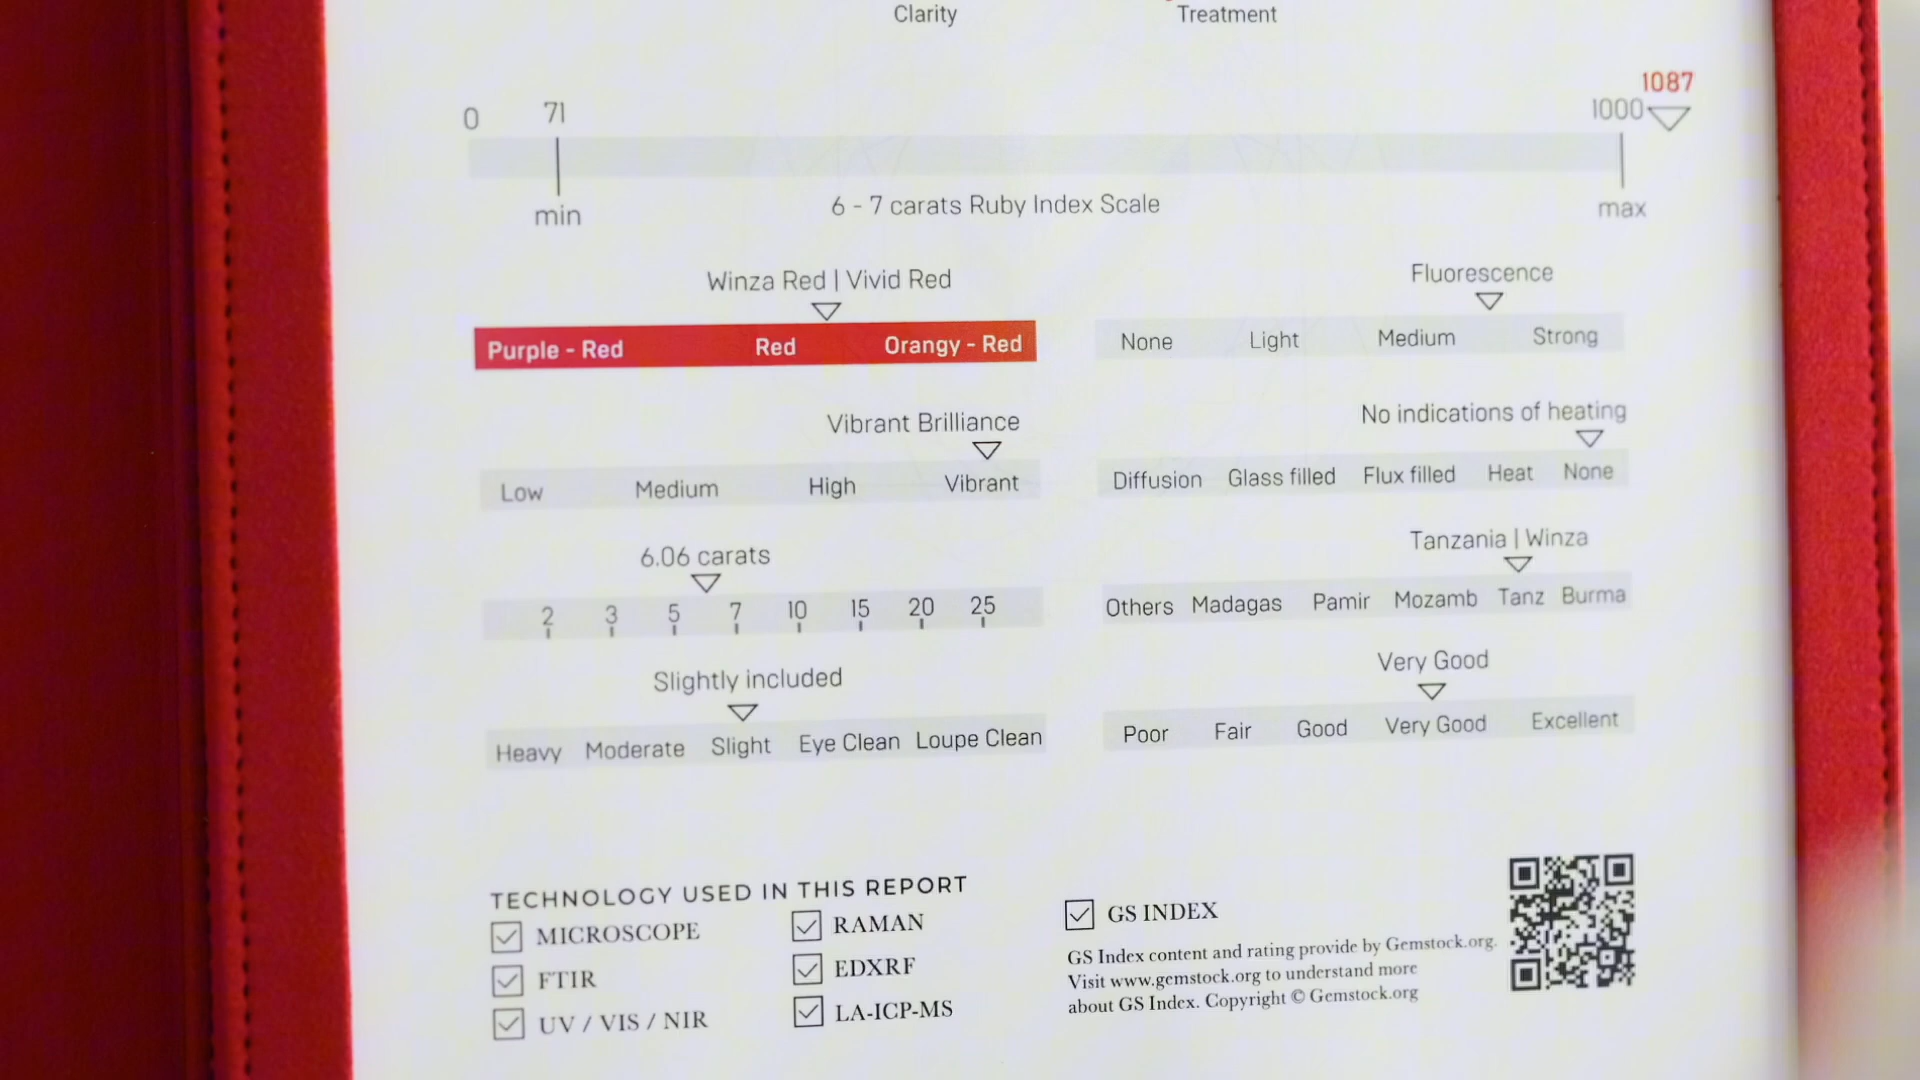 Clarity Treatment
1087
0 71 1000
min 6 - 7 carats Ruby Index Scale max
Winza Red | Vivid Red
Purple - Red Red Orangy - Red
Fluorescence
None Light Medium Strong
Vibrant Brilliance
Low Medium High Vibrant
No indications of heating
Diffusion Glass filled Flux filled Heat None
6.06 carats
2 3 5 7 10 15 20 25
Tanzania | Winza
Others Madagas Pamir Mozamb Tanz Burma
Slightly included
Heavy Moderate Slight Eye Clean Loupe Clean
Very Good
Poor Fair Good Very Good Excellent
TECHNOLOGY USED IN THIS REPORT
MICROSCOPE
FTIR
UV / VIS / NIR
RAMAN
EDXRF
LA-ICP-MS
GS INDEX
GS Index content and rating provide by Gemstock.org.
Visit www.gemstock.org to understand more
about GS Index. Copyright © Gemstock.org